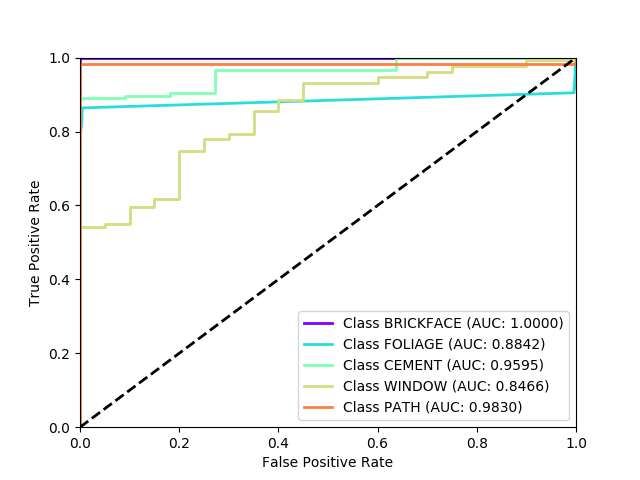 1.0
0.8
0.6
0.4
0.2
0.0
True Positive Rate
Class BRICKFACE (AUC: 1.0000)
Class FOLIAGE (AUC: 0.8842)
Class CEMENT (AUC: 0.9595)
Class WINDOW (AUC: 0.8466)
Class PATH (AUC: 0.9830)
0.0 0.2 0.4 0.6 0.8 1.0
False Positive Rate